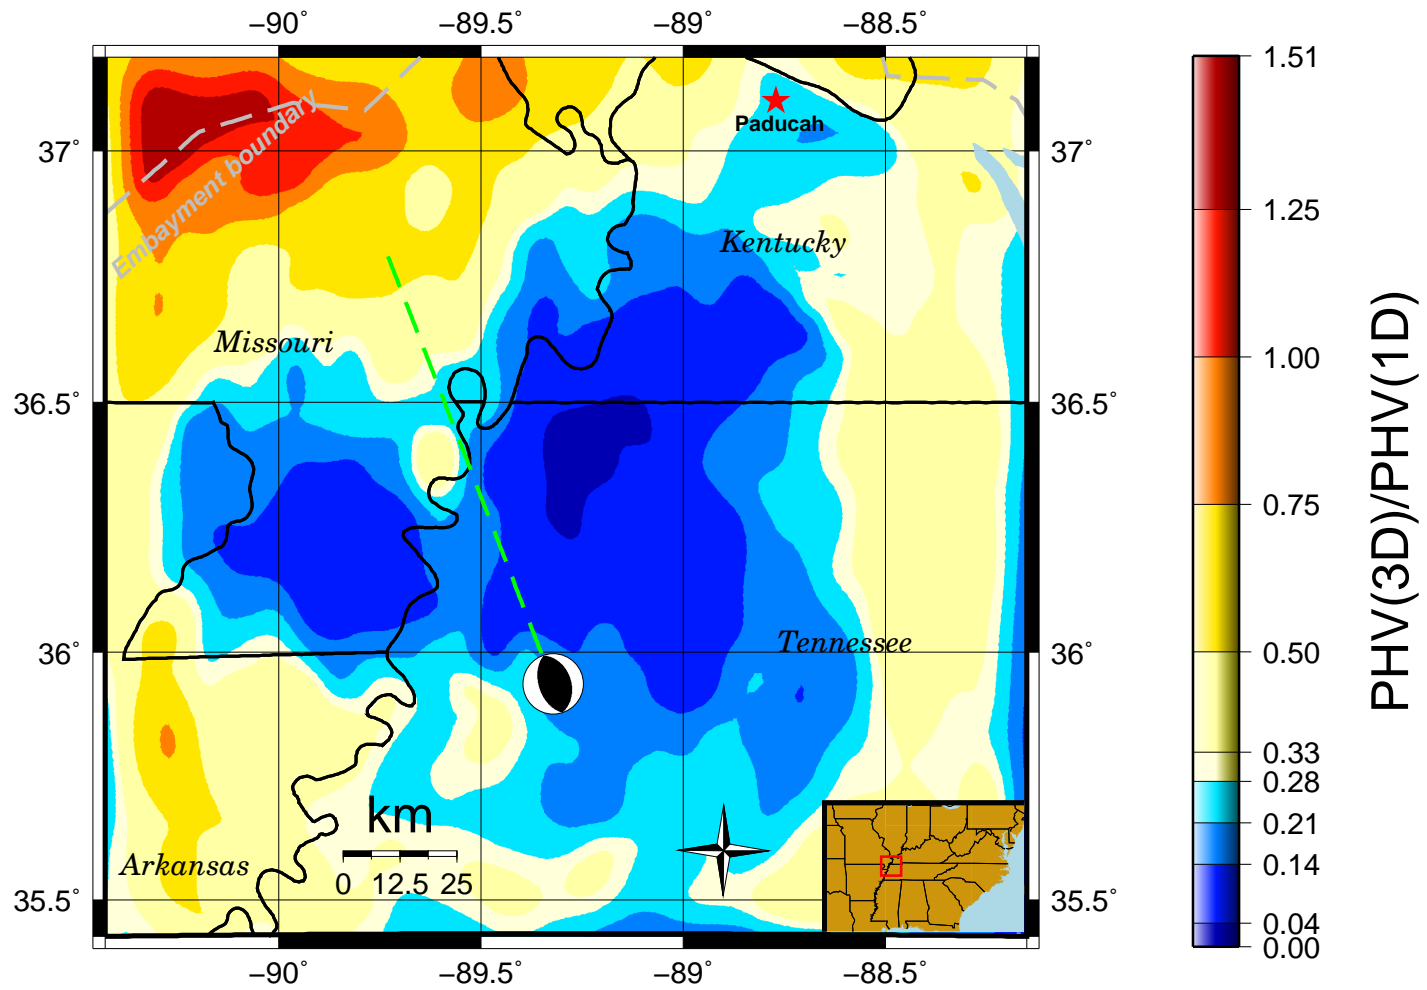 −90˚ −89.5˚ −89˚ −88.5˚
1.51
Paducah
37˚ 37˚
Embayment boundary
1.25
Kentucky
Missouri
1.00
36.5˚ 36.5˚
0.75
PHV(3D)/PHV(1D)
36˚ 36˚
Tennessee
0.50
0.33
0.28
km
0.21
Arkansas
0 12.5 25
0.14
35.5˚ 35.5˚
0.04
0.00
−90˚ −89.5˚ −89˚ −88.5˚